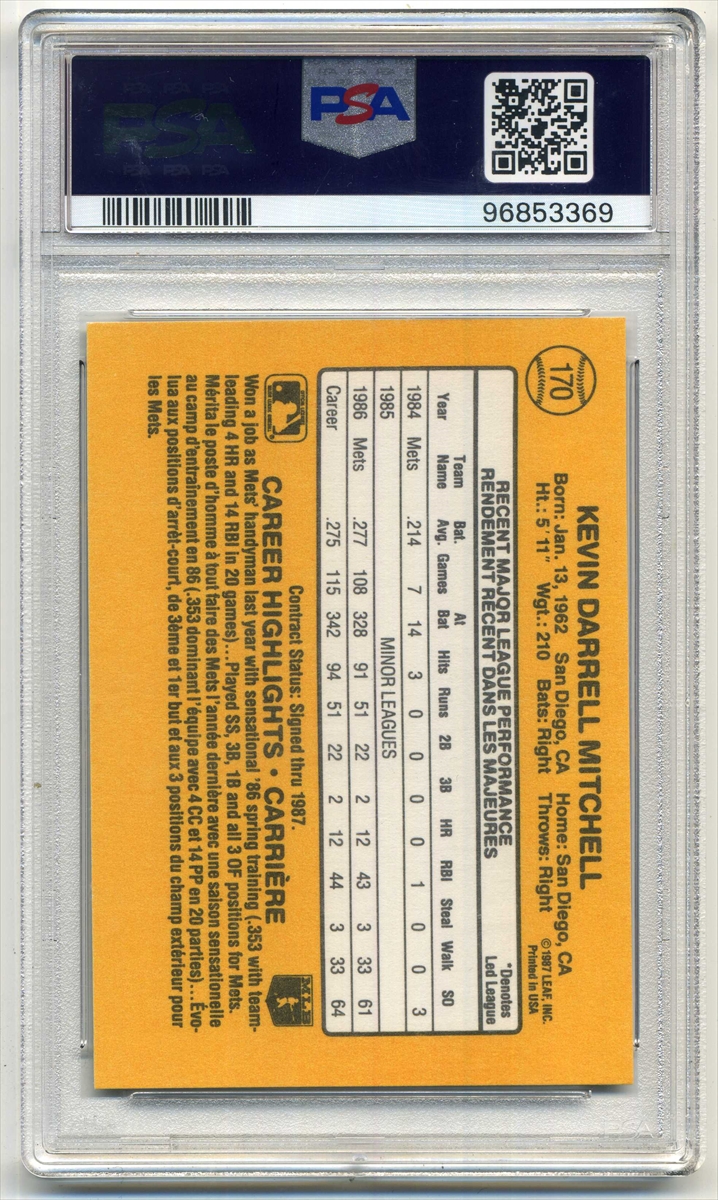 PSA
96853369
170
KEVIN DARRELL MITCHELL
Born: Jan. 13, 1962 San Diego, CA Home: San Diego, CA
Ht.: 5' 11" Wgt.: 210 Bats: Right Throws: Right
©1987 LEAF, INC.
Printed in USA
RECENT MAJOR LEAGUE PERFORMANCE
RENDEMENT RÉCENT DANS LES MAJEURES
*Denotes
Led League
Year Team Name Bat. Avg. Games At Bat Hits Runs 2B 3B HR RBI Steal Walk SO
1984 Mets .214 7 14 3 0 0 0 0 1 0 0 3
1985 MINOR LEAGUES
1986 Mets .277 108 328 91 51 22 2 12 43 3 33 61
Career .275 115 342 94 51 22 2 12 44 3 33 64
Contract Status: Signed thru 1987.
CAREER HIGHLIGHTS • CARRIÈRE
MLB
Won a job as Mets' handyman last year with sensational '86 spring training (.353 with team-
leading 4 HR and 14 RBI in 20 games)...Played SS, 3B, 1B and all 3 OF positions for Mets.
Mérita le poste d'homme à tout faire des Mets l'année dernière avec une saison sensationelle
au camp d'entraînement en 86 (.353 dominant l'équipe avec 4 CC et 14 PP en 20 parties)...Évo-
lua aux positions d'arrêt-court, de 3ème et 1er but et aux 3 positions du champ extérieur pour
les Mets.